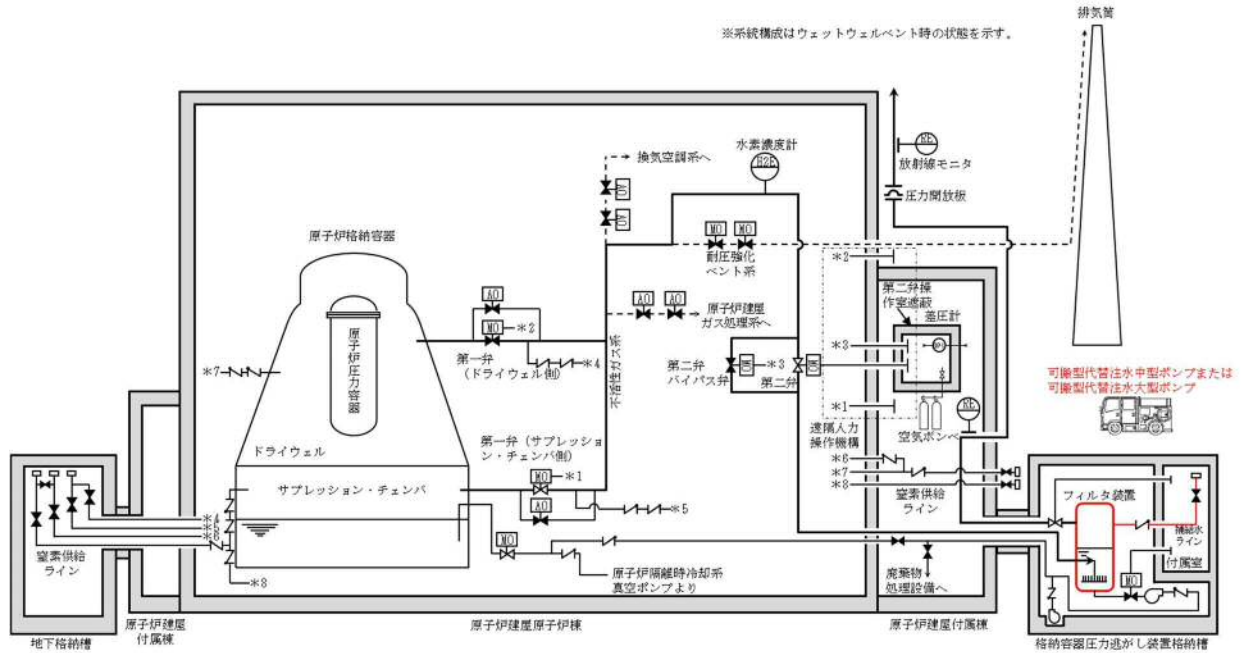 排気筒
※系統構成はウェットウェルベント時の状態を示す。
水素濃度計
H2E
RE
放射線モニタ
換気空調系へ
AO
AO
圧力開放板
原子炉格納容器
MO
MO
耐圧強化
ベント系
*2
第二弁操
作室遮蔽
差圧計
AO
MO
*2
AO
AO
原子炉建屋
ガス処理系へ
原子炉圧力容器
第一弁
(ドライウェル側)
*4
不活性ガス系
*7
第二弁
バイパス弁
MO
*3
第二弁
MO
*3
可搬型代替注水中型ポンプまたは
可搬型代替注水大型ポンプ
*1
RE
遠隔人力
操作機構
空気ボンベ
ドライウェル
第一弁(サプレッショ
ン・チェンバ側)
MO
*1
サプレッション・チェンバ
AO
*5
*6
*7
*8
窒素供給
ライン
フィルタ装置
補給水
ライン
付属室
*4
*5
*6
窒素供給
ライン
*8
MO
原子炉隔離時冷却系
真空ポンプより
廃棄物
処理設備へ
MO
地下格納槽
原子炉建屋
付属棟
原子炉建屋原子炉棟
原子炉建屋付属棟
格納容器圧力逃がし装置格納槽